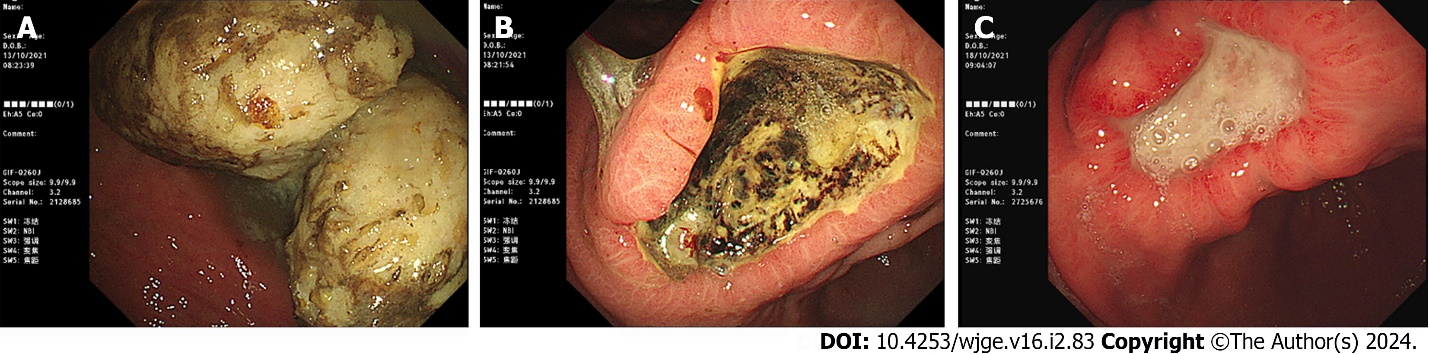 A
Name:
Sex: Age:
D.O.B.:
13/10/2021
08:23:39
■■■/■■■(0/1)
Eh:A5 Ce:0
Comment:
GIF-Q260J
Scope size: 9.9/9.9
Channel: 3.2
Serial No.: 2128685
SW1: 冻结
SW2: NBI
SW3: 强调
SW4: 变焦
SW5: 焦距
B
Name:
Sex: Age:
D.O.B.:
13/10/2021
08:21:54
■■■/■■■(0/1)
Eh:A5 Ce:0
Comment:
GIF-Q260J
Scope size: 9.9/9.9
Channel: 3.2
Serial No.: 2128685
SW1: 冻结
SW2: NBI
SW3: 强调
SW4: 变焦
SW5: 焦距
C
Name:
Sex: Age:
D.O.B.:
18/10/2021
09:04:07
■■■/■■■(0/1)
Eh:A5 Ce:0
Comment:
GIF-Q260J
Scope size: 9.9/9.9
Channel: 3.2
Serial No.: 2725676
SW1: 冻结
SW2: NBI
SW3: 变焦
SW4: 强调
SW5: 焦距
DOI: 10.4253/wjge.v16.i2.83 Copyright ©The Author(s) 2024.